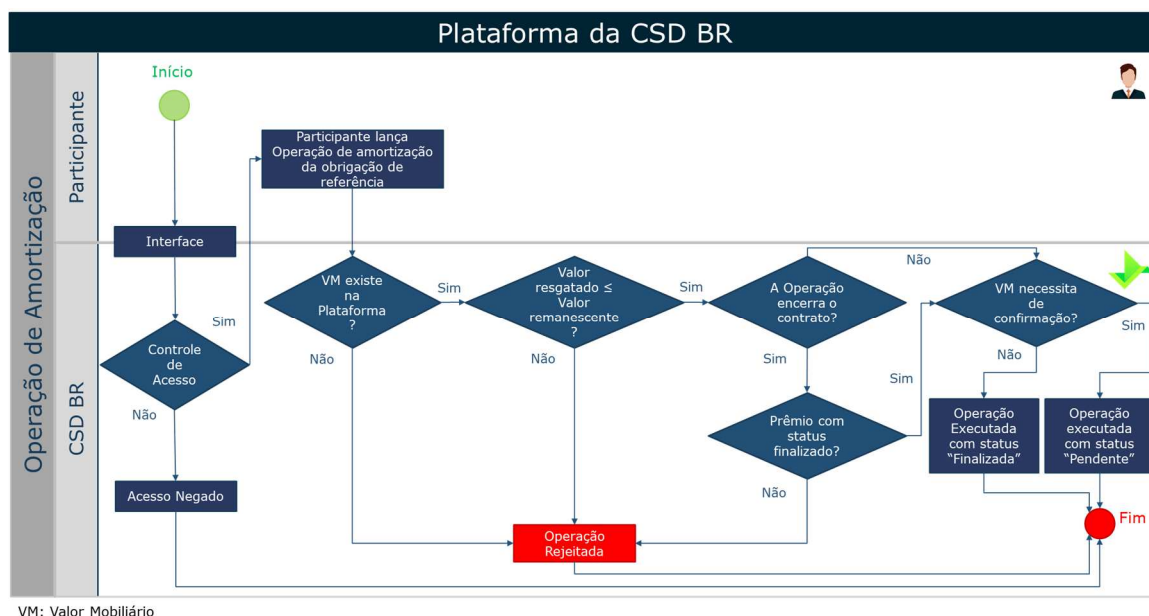 Plataforma da CSD BR
Operação de Amortização
Participante
CSD BR
Início
Participante lança
Operação de amortização
da obrigação de
referência
Interface
VM existe
na
Plataforma
?
Sim
Valor
resgatado ≤
Valor
remanescente
?
Sim
A Operação
encerra o
contrato?
Não
VM necessita
de
confirmação?
Sim
Sim
Controle
de
Acesso
Não
Não
Não
Sim
Não
Sim
Prêmio com
status
finalizado?
Não
Operação
Executada
com status
“Finalizada”
Operação
executada
com status
“Pendente”
Acesso Negado
Operação
Rejeitada
Fim
VM: Valor Mobiliário